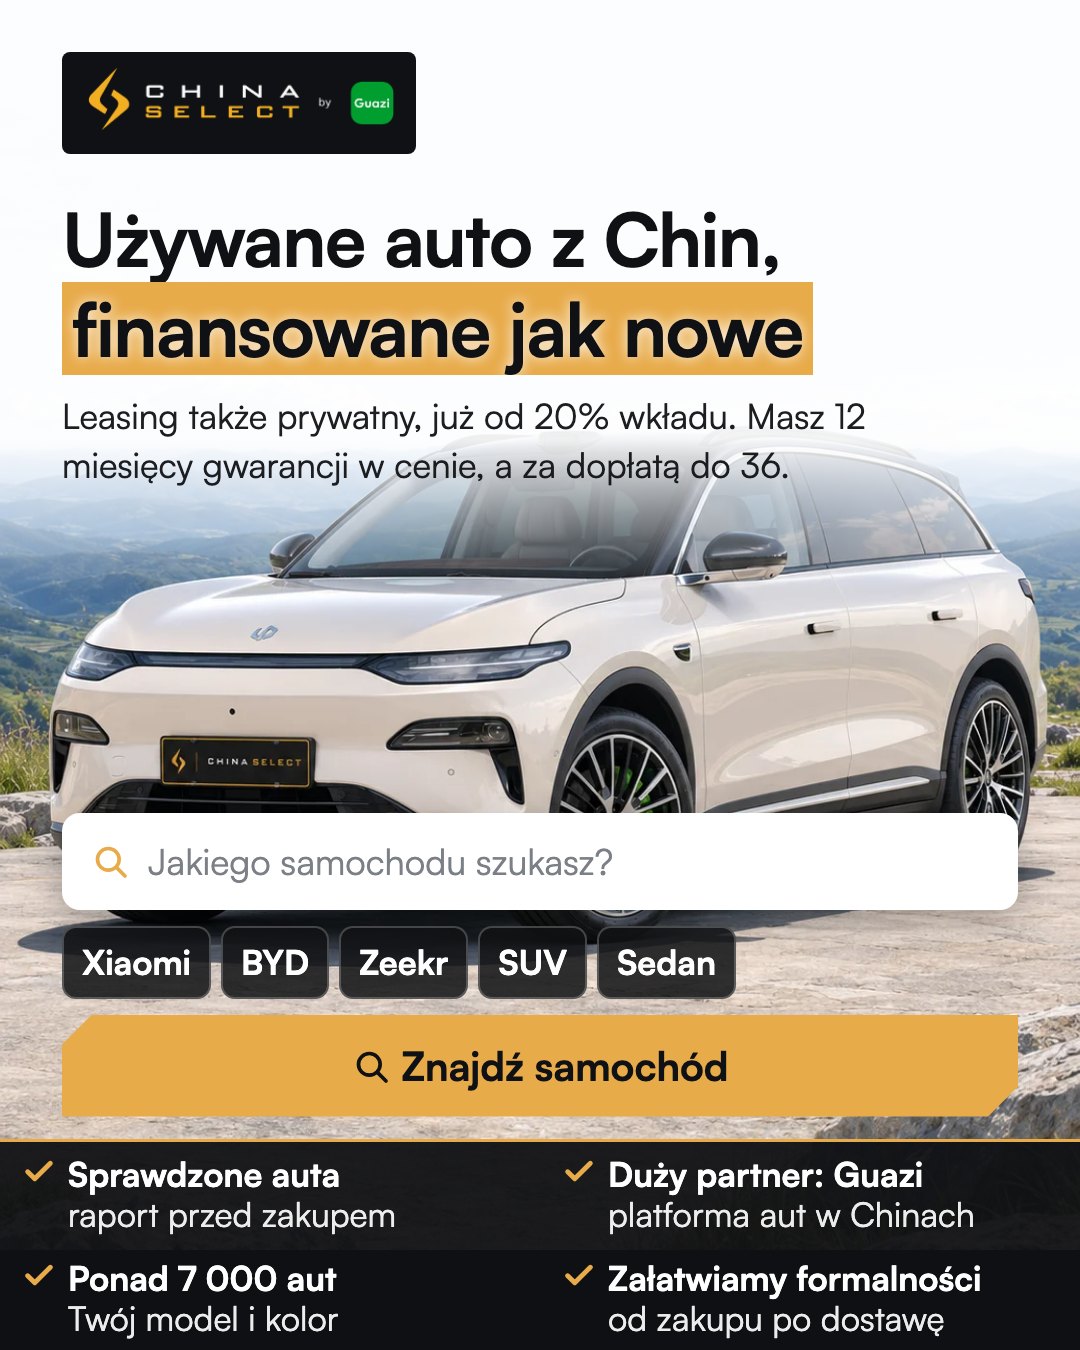 CHINA
SELECT
by
Guazi
Używane auto z Chin,
finansowane jak nowe
Leasing także prywatny, już od 20% wkładu. Masz 12
miesięcy gwarancji w cenie, a za dopłatą do 36.
CHINA SELECT
Jakiego samochodu szukasz?
Xiaomi
BYD
Zeekr
SUV
Sedan
Znajdź samochód
Sprawdzone auta
raport przed zakupem
Duży partner: Guazi
platforma aut w Chinach
Ponad 7 000 aut
Twój model i kolor
Załatwiamy formalności
od zakupu po dostawę